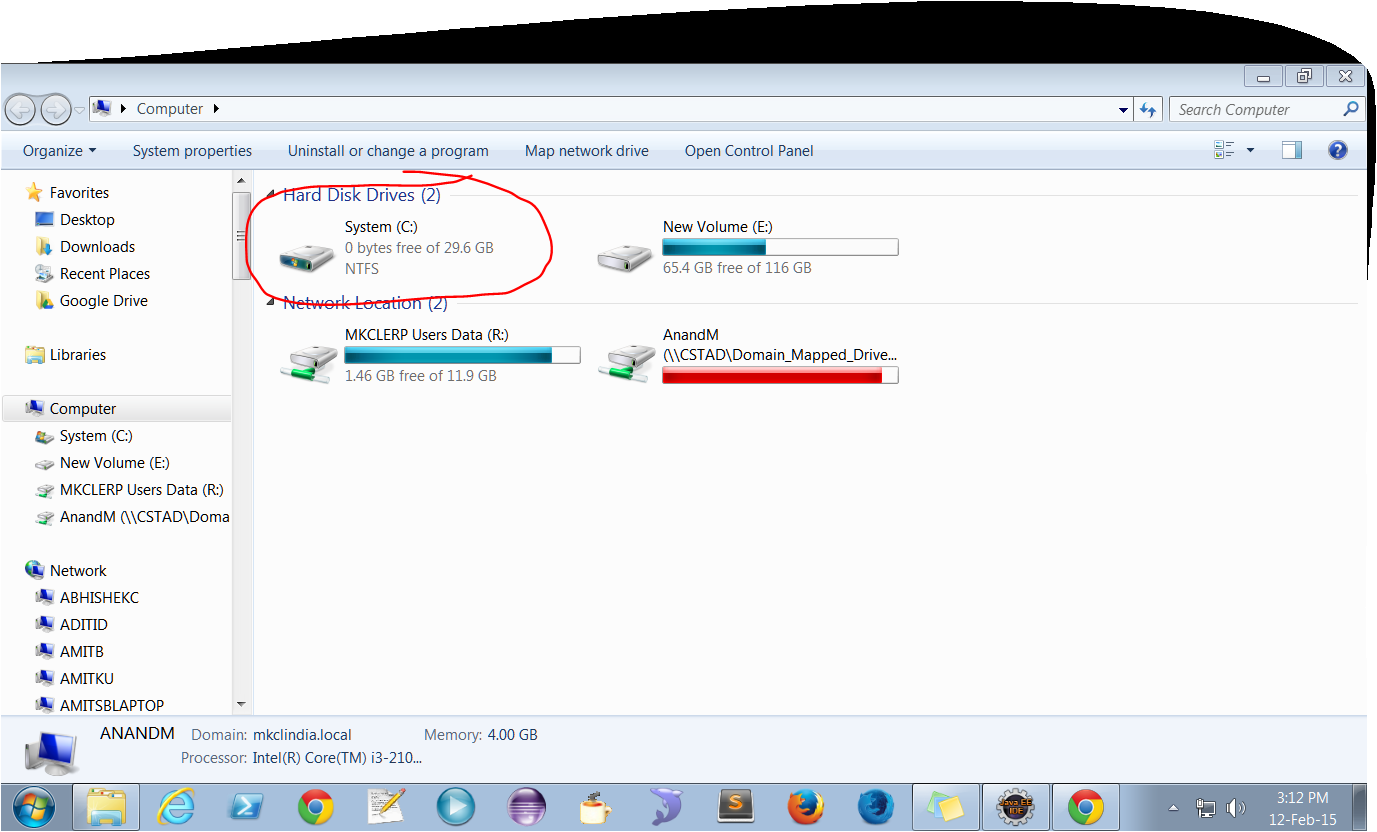 Computer
Search Computer
Organize
System properties
Uninstall or change a program
Map network drive
Open Control Panel
Favorites
Desktop
Downloads
Recent Places
Google Drive
Libraries
Computer
System (C:)
New Volume (E:)
MKCLERP Users Data (R:)
AnandM (\\CSTAD\Doma
Network
ABHISHEKC
ADITID
AMITB
AMITKU
AMITSBLAPTOP
Hard Disk Drives (2)
System (C:)
0 bytes free of 29.6 GB
NTFS
New Volume (E:)
65.4 GB free of 116 GB
Network Location (2)
MKCLERP Users Data (R:)
1.46 GB free of 11.9 GB
AnandM
(\\CSTAD\Domain_Mapped_Drive...
ANANDM
Domain: mkclindia.local
Memory: 4.00 GB
Processor: Intel(R) Core(TM) i3-210...
S
Java EE
IDE
3:12 PM
12-Feb-15